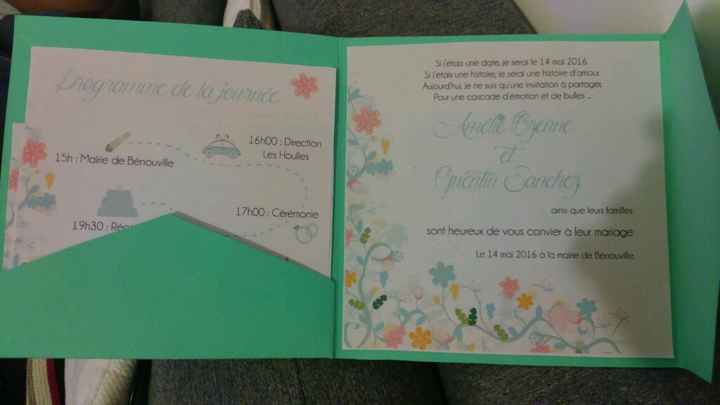 Programme de la journée
15h : Mairie de Bénouville
16h00 : Direction
Les Houlles
17h00 : Cérémonie
19h30 :
Si j'étais une date, je serai le 14 mai 2016
Si j'étais une histoire, je serai une histoire d'amour
Aujourd'hui, je ne suis qu'une invitation à partager
Pour une cascade d'émotion et de bulles ...
Amélie
et
Quentin Sanchez
ainsi que leurs familles
sont heureux de vous convier à leur mariage
Le 14 mai 2016 à la mairie de Bénouville